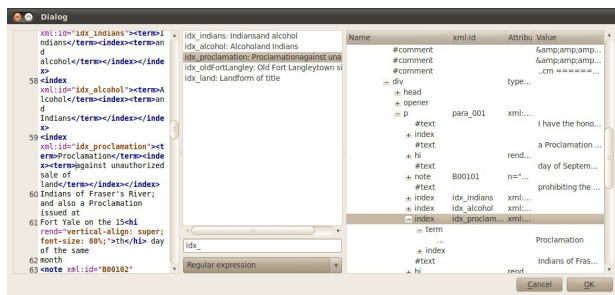 Dialog
xml:id="idx_indians"><term>I
ndians</term><index><term>an
d
alcohol</term></index></inde
x>
58 <index
xml:id="idx_alcohol"><term>A
lcohol</term><index><term>an
d
Indians</term></index></inde
x>
59 <index
xml:id="idx_proclamation"><t
erm>Proclamation</term><inde
x><term>against unauthorized
sale of
land</term></index></index>
60 Indians of Fraser's River;
and also a Proclamation
issued at
61 Fort Yale on the 15<hi
rend="vertical-align: super;
font-size: 80%;">th</hi> day
of the same
62 month
63 <note xml:id="B00102"
idx_indians: Indiansand alcohol
idx_alcohol: Alcoholand Indians
idx_proclamation: Proclamationagainst una
idx_oldFortLangley: Old Fort Langleytown si
idx_land: Landform of title
idx_
Regular expression
Name xml:id Attribu Value
#comment &amp;amp;amp...
#comment &amp;amp;amp...
#comment ..cm ======...
div type...
head
opener
p para_001 xml:...
#text I have the hono...
index
#text a Proclamation ...
hi rend...
#text day of Septem...
note B00101 n="...
#text prohibiting the ...
index idx_indians xml:...
index idx_alcohol xml:...
index idx_proclam... xml:...
term
... Proclamation
index
#text Indians of Fras...
hi rend
Cancel OK